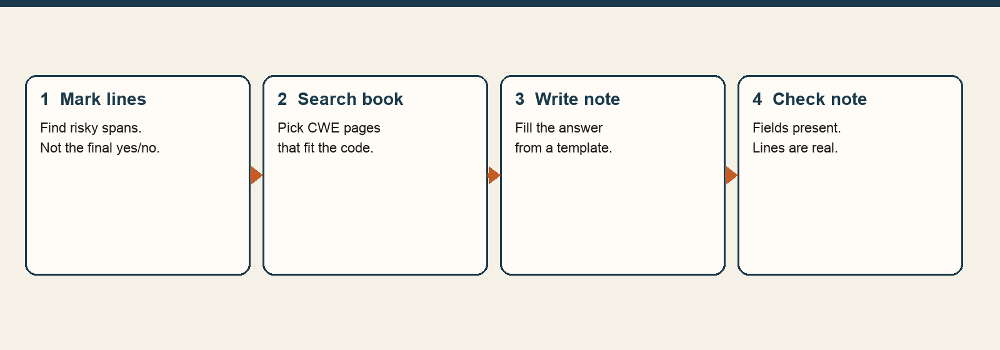 1 Mark lines
Find risky spans.
Not the final yes/no.
2 Search book
Pick CWE pages
that fit the code.
3 Write note
Fill the answer
from a template.
4 Check note
Fields present.
Lines are real.